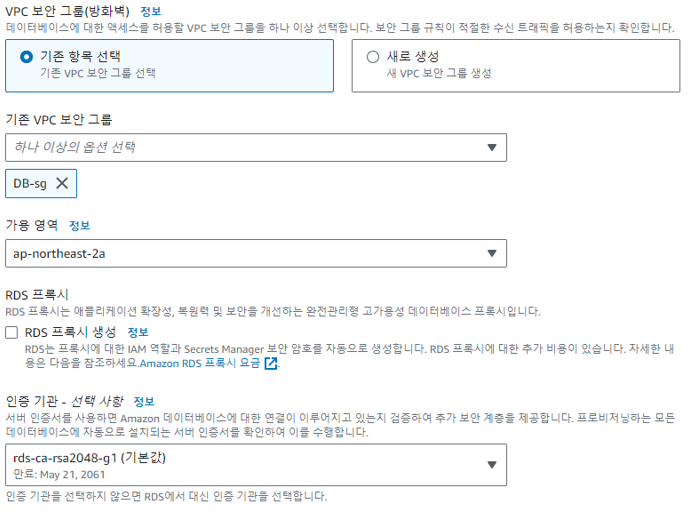 VPC 보안 그룹(방화벽) 정보
데이터베이스에 대한 액세스를 허용할 VPC 보안 그룹을 하나 이상 선택합니다. 보안 그룹 규칙이 적절한 수신 트래픽을 허용하는지 확인합니다.
기존 항목 선택
기존 VPC 보안 그룹 선택
새로 생성
새 VPC 보안 그룹 생성
기존 VPC 보안 그룹
하나 이상의 옵션 선택
DB-sg
가용 영역 정보
ap-northeast-2a
RDS 프록시
RDS 프록시는 애플리케이션 확장성, 복원력 및 보안을 개선하는 완전관리형 고가용성 데이터베이스 프록시입니다.
RDS 프록시 생성 정보
RDS는 프록시에 대한 IAM 역할과 Secrets Manager 보안 암호를 자동으로 생성합니다. RDS 프록시에 대한 추가 비용이 있습니다. 자세한 내
용은 다음을 참조하세요.Amazon RDS 프록시 요금.
인증 기관 - 선택 사항 정보
서버 인증서를 사용하면 Amazon 데이터베이스에 대한 연결이 이루어지고 있는지 검증하여 추가 보안 계층을 제공합니다. 프로비저닝하는 모든
데이터베이스에 자동으로 설치되는 서버 인증서를 확인하여 이를 수행합니다.
rds-ca-rsa2048-g1 (기본값)
만료: May 21, 2061
인증 기관을 선택하지 않으면 RDS에서 대신 인증 기관을 선택합니다.